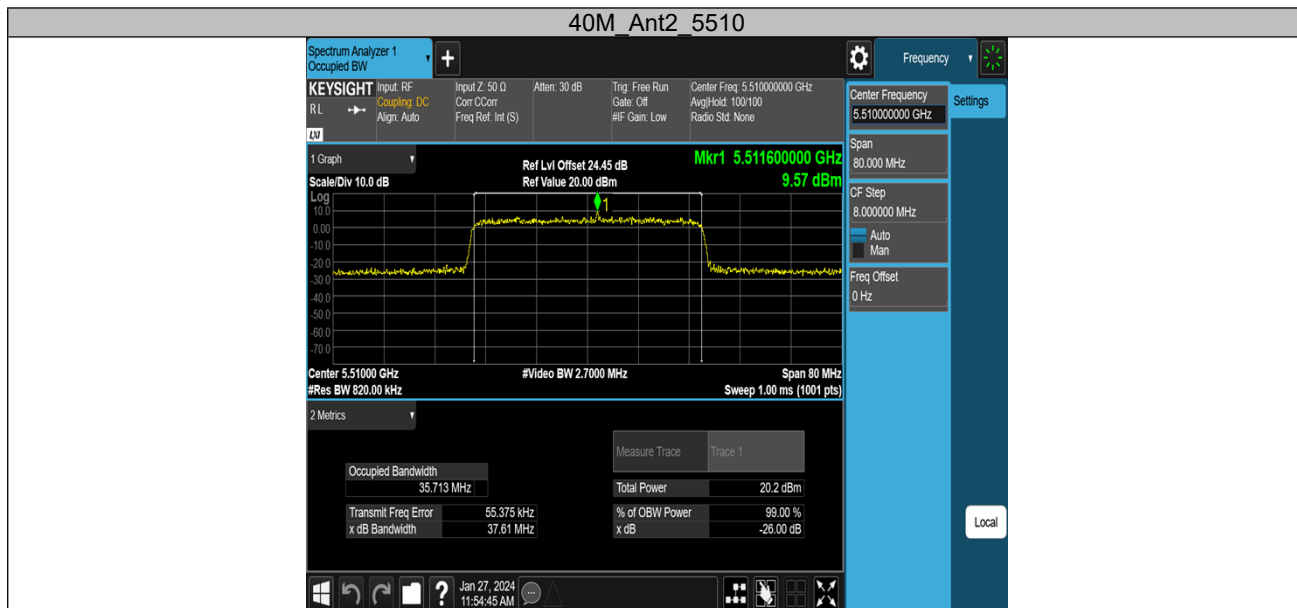 40M_Ant2_5510
Spectrum Analyzer 1
Occupied BW
+
Frequency
KEYSIGHT
RL
LXI
Input: RF
Coupling: DC
Align: Auto
Input Z: 50 Ω
Corr CCorr
Freq Ref: Int (S)
Atten: 30 dB
Trig: Free Run
Gate: Off
#IF Gain: Low
Center Freq: 5.510000000 GHz
Avg|Hold: 100/100
Radio Std: None
Center Frequency
5.510000000 GHz
Settings
Span
80.000 MHz
CF Step
8.000000 MHz
Auto
Man
Freq Offset
0 Hz
Local
1 Graph
Scale/Div 10.0 dB
Ref Lvl Offset 24.45 dB
Ref Value 20.00 dBm
Mkr1 5.511600000 GHz
9.57 dBm
Log
1
10.0
0.00
-10.0
-20.0
-30.0
-40.0
-50.0
-60.0
-70.0
Center 5.51000 GHz
#Video BW 2.7000 MHz
Span 80 MHz
#Res BW 820.00 kHz
Sweep 1.00 ms (1001 pts)
2 Metrics
Measure Trace
Trace 1
Occupied Bandwidth
35.713 MHz
Total Power
20.2 dBm
Transmit Freq Error
55.375 kHz
% of OBW Power
99.00 %
x dB Bandwidth
37.61 MHz
x dB
-26.00 dB
?
Jan 27, 2024
11:54:45 AM